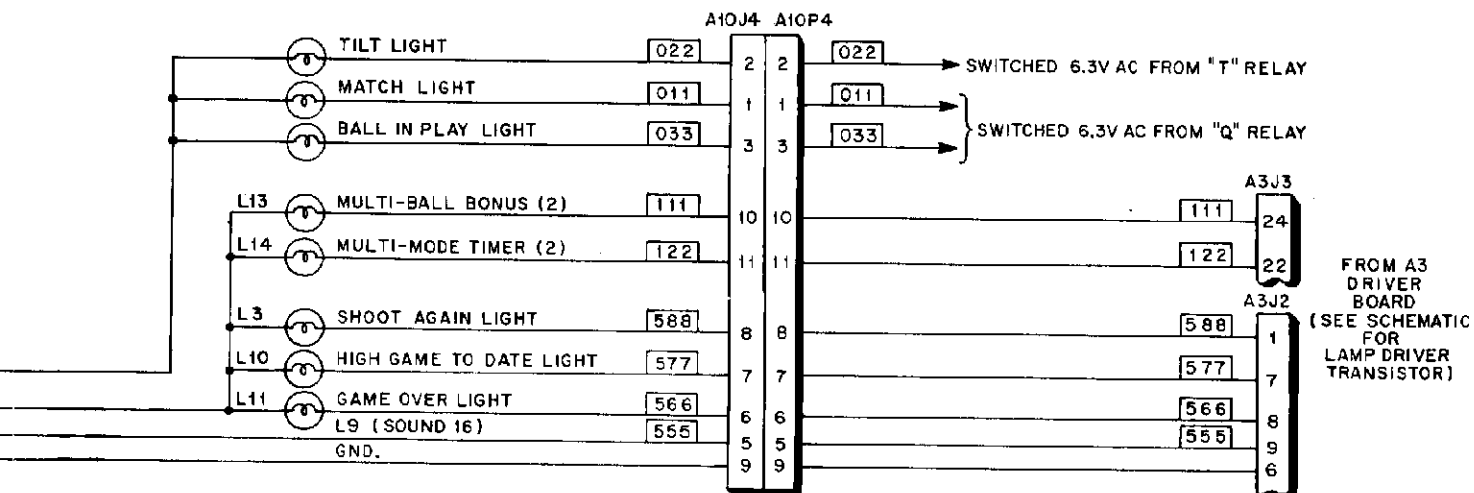 A10J4 A10P4
TILT LIGHT 022 2 2 022 SWITCHED 6.3V AC FROM "T" RELAY
MATCH LIGHT 011 1 1 011
SWITCHED 6.3V AC FROM "Q" RELAY
BALL IN PLAY LIGHT 033 3 3 033
A3J3
L13 MULTI-BALL BONUS (2) 111 10 10 111 24
L14 MULTI-MODE TIMER (2) 122 11 11 122 22
FROM A3
DRIVER
BOARD
(SEE SCHEMATIC
FOR
LAMP DRIVER
TRANSISTOR)
A3J2
L3 SHOOT AGAIN LIGHT 588 8 8 588 1
L10 HIGH GAME TO DATE LIGHT 577 7 7 577 7
L11 GAME OVER LIGHT 566 6 6 566 8
L9 (SOUND 16) 555 5 5 555 9
GND. 9 9 6